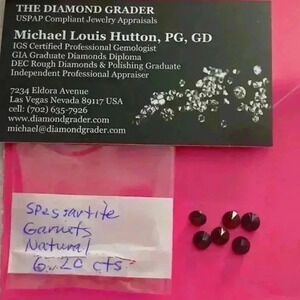 THE DIAMOND GRADER
USPAP Compliant Jewelry Appraisals
Michael Louis Hutton, PG, GD
IGS Certified Professional Gemologist
GIA Graduate Diamonds Diploma
DEC Rough Diamonds & Polishing Graduate
Independent Professional Appraiser
7234 Eldora Avenue
Las Vegas Nevada 89117 USA
cell: (702) 635-7926
www.diamondgrader.com
michael@diamondgrader.com
Spessartite
Garnets
Natural
6.20 cts